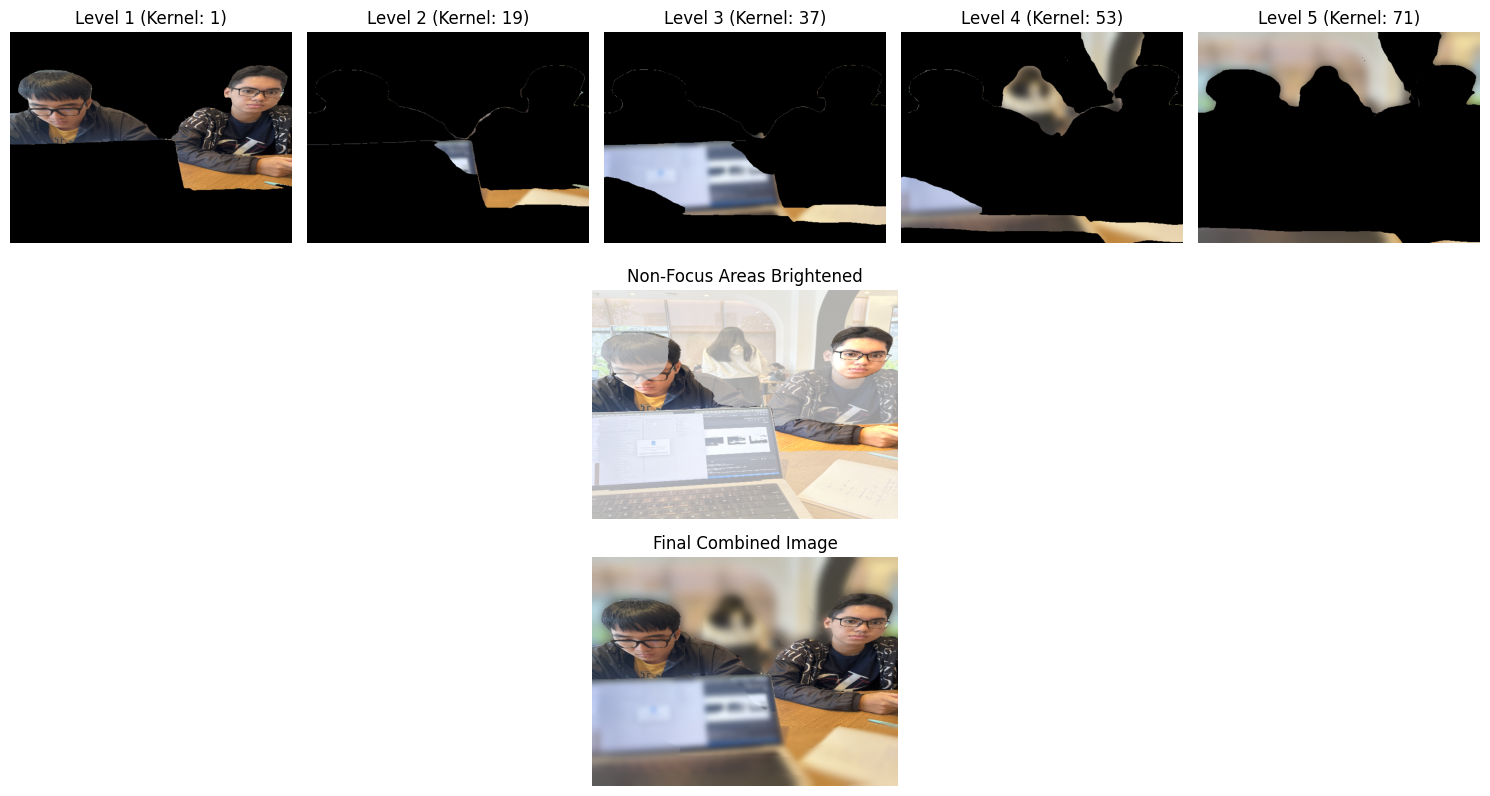 Level 1 (Kernel: 1)
Level 2 (Kernel: 19)
Level 3 (Kernel: 37)
Level 4 (Kernel: 53)
Level 5 (Kernel: 71)
Non-Focus Areas Brightened
Final Combined Image